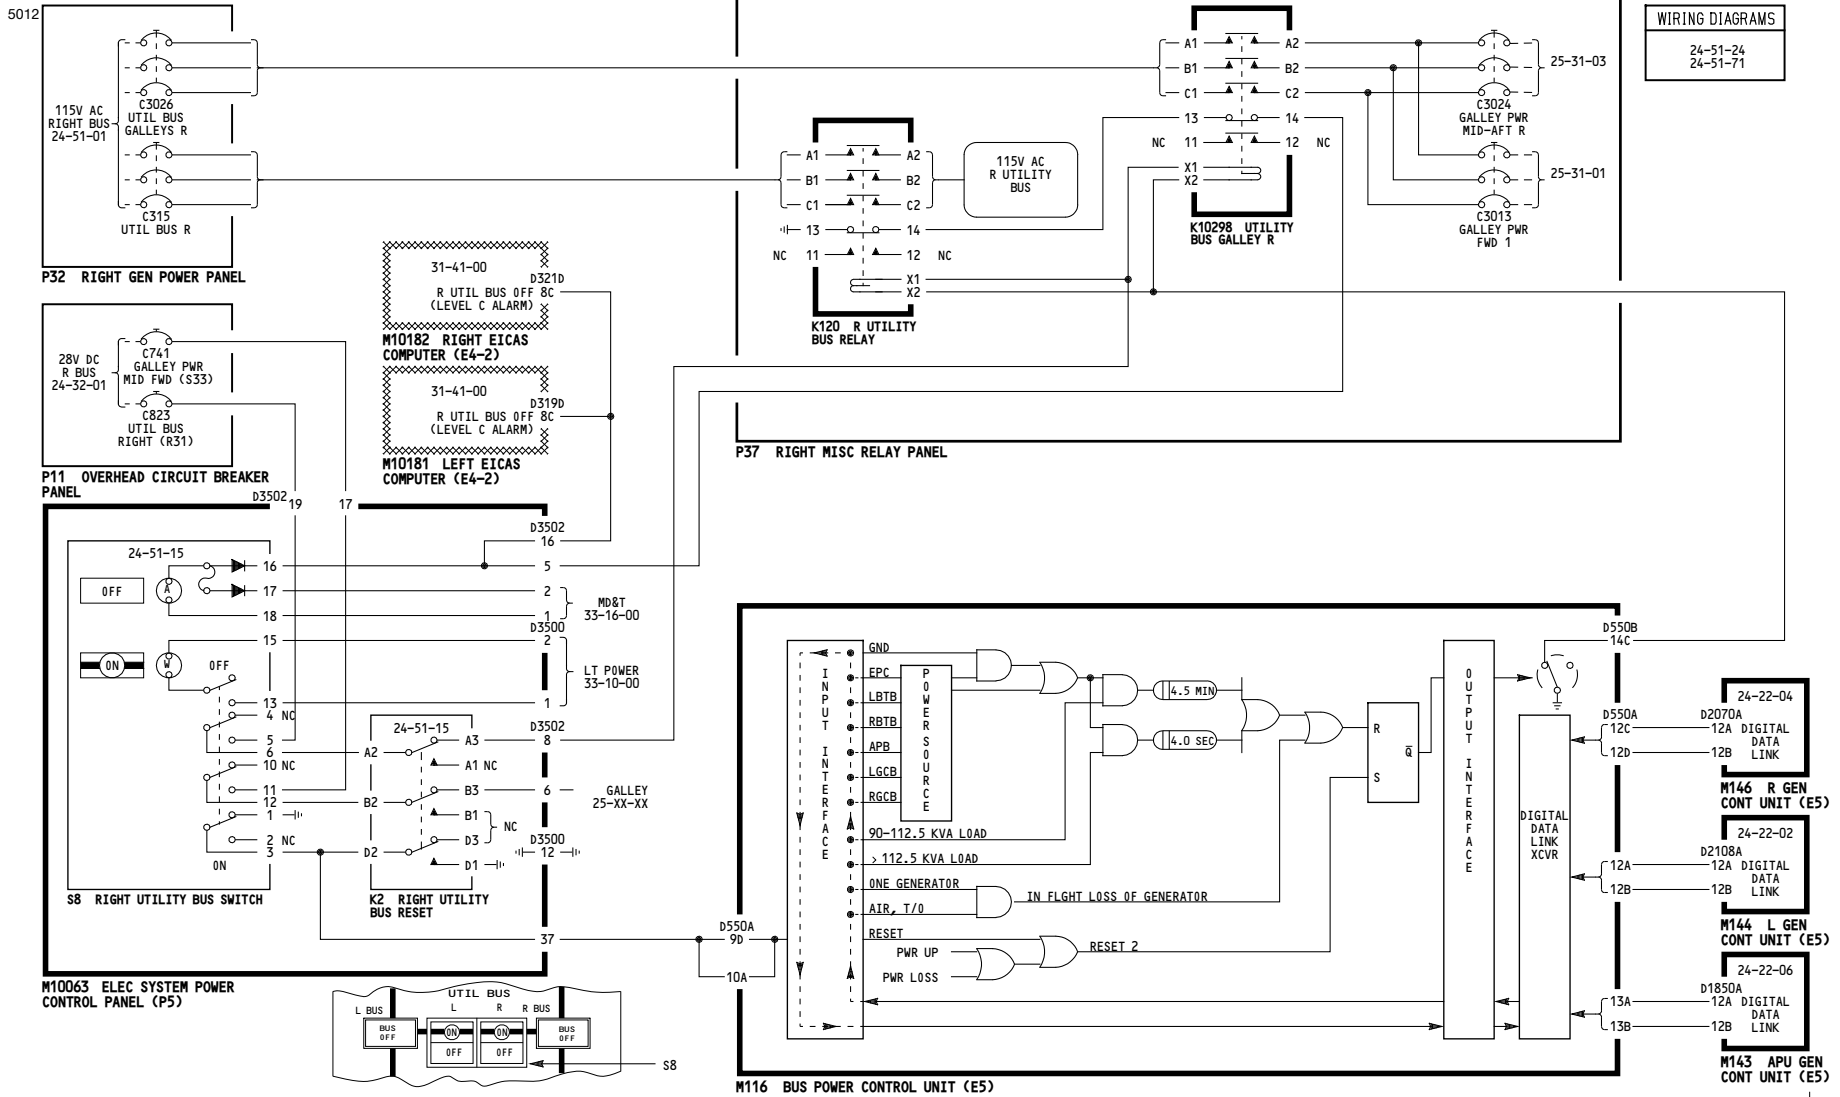 5012
115V AC
RIGHT BUS
24-51-01
C3026
UTIL BUS
GALLEYS R
C315
UTIL BUS R
P32 RIGHT GEN POWER PANEL
28V DC
R BUS
24-32-01
C741
GALLEY PWR
MID FWD (S33)
C823
UTIL BUS
RIGHT (R31)
P11 OVERHEAD CIRCUIT BREAKER
PANEL
31-41-00
D321D
R UTIL BUS OFF 8C
(LEVEL C ALARM)
M10182 RIGHT EICAS
COMPUTER (E4-2)
31-41-00
D319D
R UTIL BUS OFF 8C
(LEVEL C ALARM)
M10181 LEFT EICAS
COMPUTER (E4-2)
A1 A2
B1 B2
C1 C2
13 14
NC 11 12 NC
X1
X2
K120 R UTILITY
BUS RELAY
115V AC
R UTILITY
BUS
A1 A2
B1 B2
C1 C2
13 14
NC 11 12 NC
X1
X2
K10298 UTILITY
BUS GALLEY R
C3024
GALLEY PWR
MID-AFT R
25-31-03
C3013
GALLEY PWR
FWD 1
25-31-01
P37 RIGHT MISC RELAY PANEL
WIRING DIAGRAMS
24-51-24
24-51-71
D3502
19 17
24-51-15
OFF
A
16
17
18
ON
W
15
OFF
13
4 NC
5
6
10 NC
11
12
1
2 NC
3
ON
S8 RIGHT UTILITY BUS SWITCH
24-51-15
A2 A3
A1 NC
B2 B3
B1
NC
D2 D3
D1
K2 RIGHT UTILITY
BUS RESET
D3502
16
5
2
1
MD&T
33-16-00
D3500
2
1
LT POWER
33-10-00
D3502
8
6
GALLEY
25-XX-XX
D3500
12
37
M10063 ELEC SYSTEM POWER
CONTROL PANEL (P5)
UTIL BUS
L BUS L R R BUS
BUS
OFF
ON
OFF
ON
OFF
BUS
OFF
S8
D550A
9D
10A
INPUT INTERFACE
GND
EPC
LBTB
RBTB
APB
LGCB
RGCB
POWER SOURCE
90-112.5 KVA LOAD
> 112.5 KVA LOAD
ONE GENERATOR
AIR, T/O
IN FLGHT LOSS OF GENERATOR
RESET
PWR UP
PWR LOSS
RESET 2
4.5 MIN
4.0 SEC
R
Q̅
S
OUTPUT INTERFACE
DIGITAL
DATA
LINK
XCVR
D550B
14C
D550A
12C
12D
12A
12B
13A
13B
M116 BUS POWER CONTROL UNIT (E5)
24-22-04
D2070A
12A DIGITAL
DATA
12B LINK
M146 R GEN
CONT UNIT (E5)
24-22-02
D2108A
12A DIGITAL
DATA
12B LINK
M144 L GEN
CONT UNIT (E5)
24-22-06
D1850A
12A DIGITAL
DATA
12B LINK
M143 APU GEN
CONT UNIT (E5)